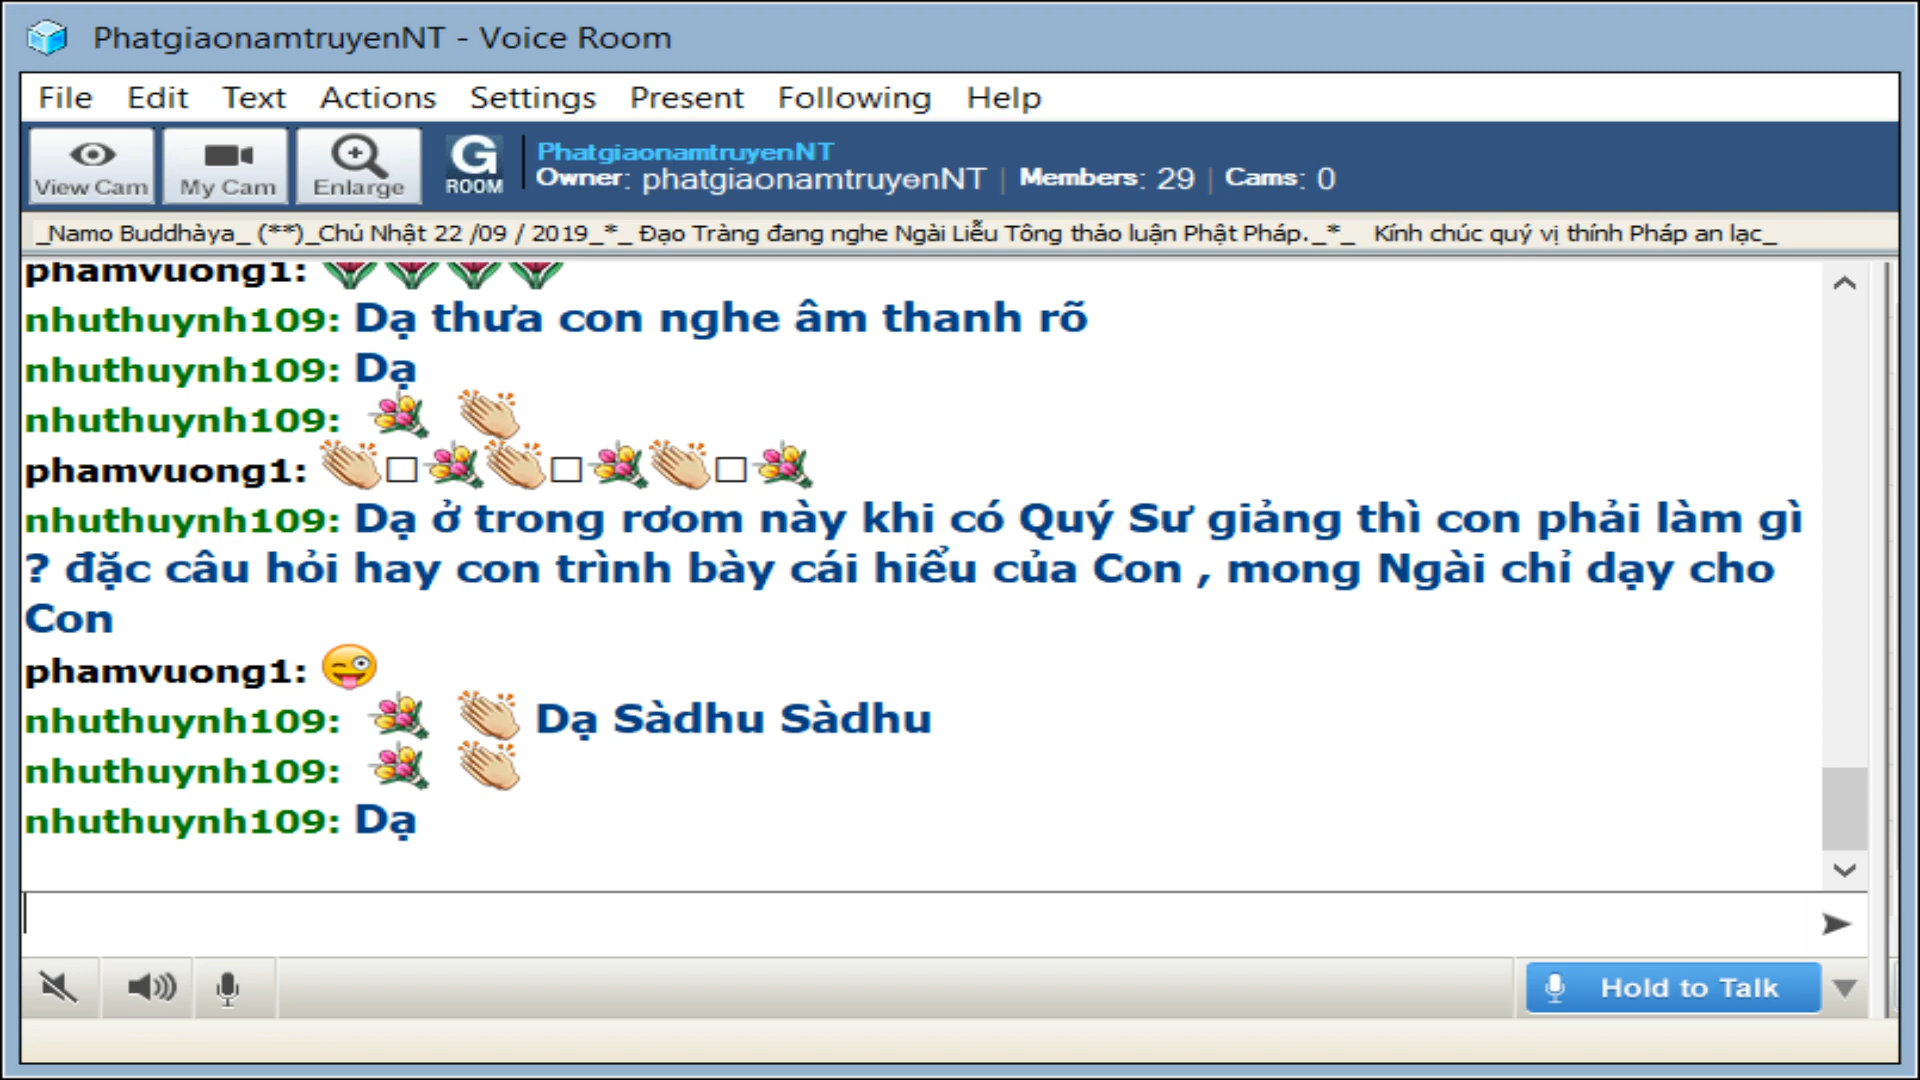 PhatgiaonamtruyenNT - Voice Room
File Edit Text Actions Settings Present Following Help
View Cam My Cam Enlarge G ROOM
PhatgiaonamtruyenNT
Owner: phatgiaonamtruyenNT | Members: 29 | Cams: 0
_Namo Buddhàya_ (**)_Chủ Nhật 22 /09 / 2019_*_ Đạo Tràng đang nghe Ngài Liễu Tông thảo luận Phật Pháp._*_ Kính chúc quý vị thính Pháp an lạc_
phamvuong1:
nhuthuynh109: Dạ thưa con nghe âm thanh rõ
nhuthuynh109: Dạ
nhuthuynh109:
phamvuong1:
nhuthuynh109: Dạ ở trong rơom này khi có Quý Sư giảng thì con phải làm gì
? đặc câu hỏi hay con trình bày cái hiểu của Con , mong Ngài chỉ dạy cho
Con
phamvuong1:
nhuthuynh109: Dạ Sàdhu Sàdhu
nhuthuynh109:
nhuthuynh109: Dạ
Hold to Talk